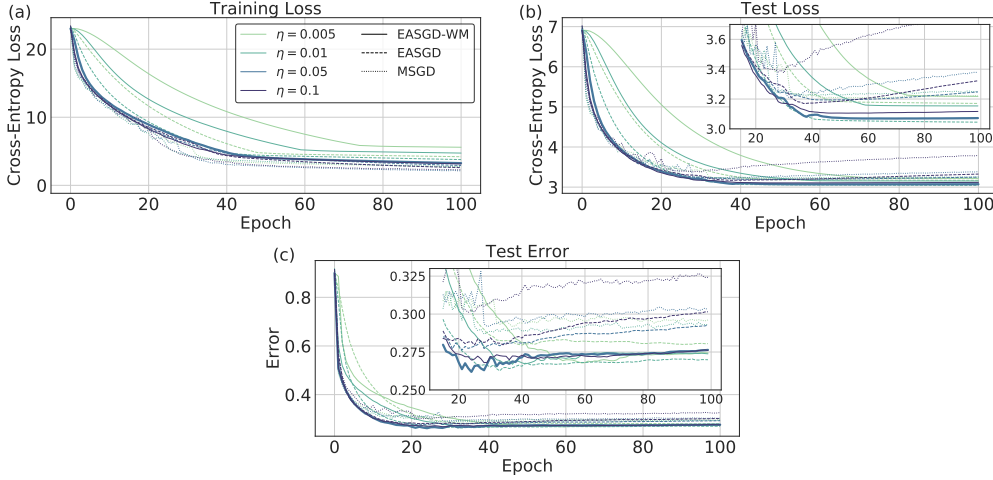 (a)
Training Loss
Cross-Entropy Loss
20
10
0
η = 0.005
η = 0.01
η = 0.05
η = 0.1
EASGD-WM
EASGD
MSGD
0 20 40 60 80 100
Epoch
(b)
Test Loss
Cross-Entropy Loss
7
6
5
4
3
3.6
3.4
3.2
3.0
20 40 60 80 100
0 20 40 60 80 100
Epoch
(c)
Test Error
Error
0.8
0.6
0.4
0.325
0.300
0.275
0.250
20 40 60 80 100
0 20 40 60 80 100
Epoch